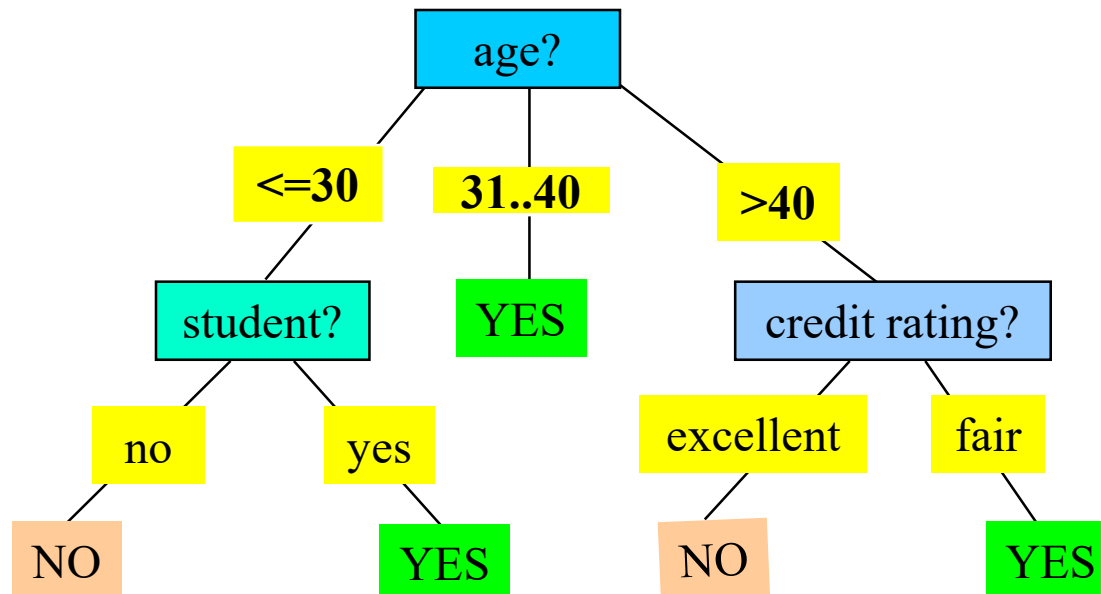 age?
<=30
31..40
>40
student?
YES
credit rating?
no
yes
excellent
fair
NO
YES
NO
YES